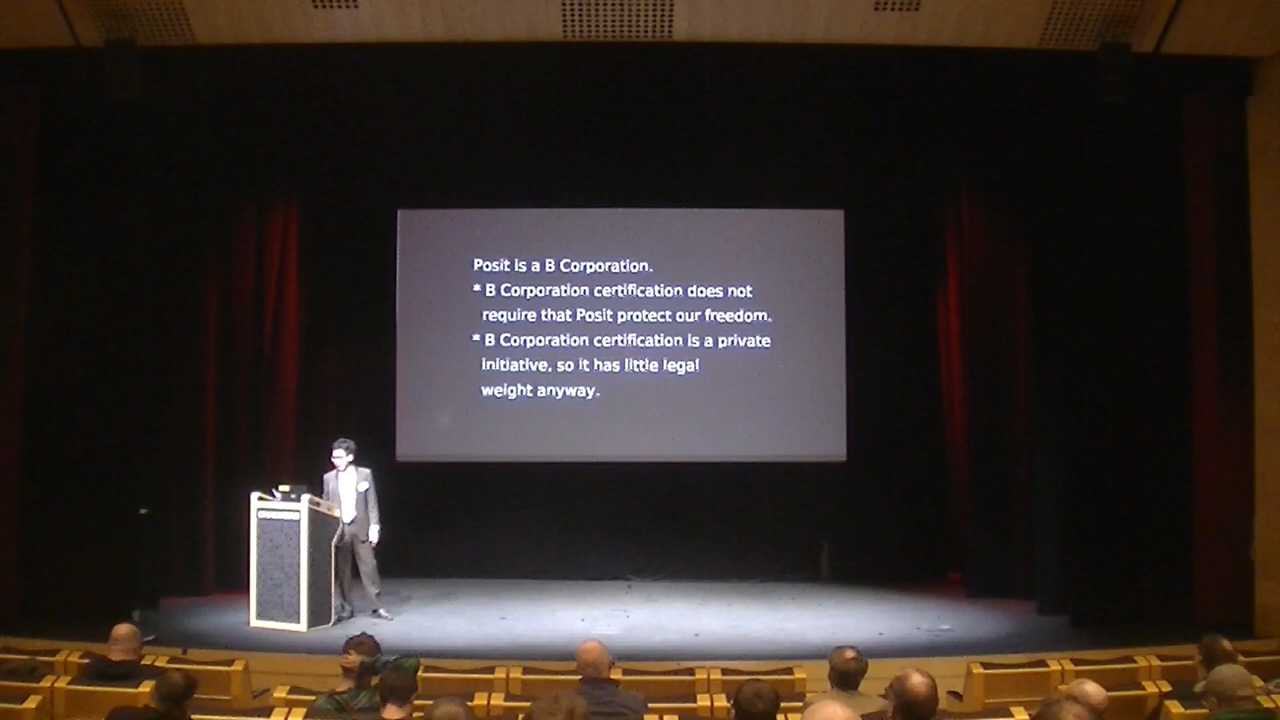 Posit is a B Corporation.
* B Corporation certification does not
require that Posit protect our freedom.
* B Corporation certification is a private
initiative, so it has little legal
weight anyway.